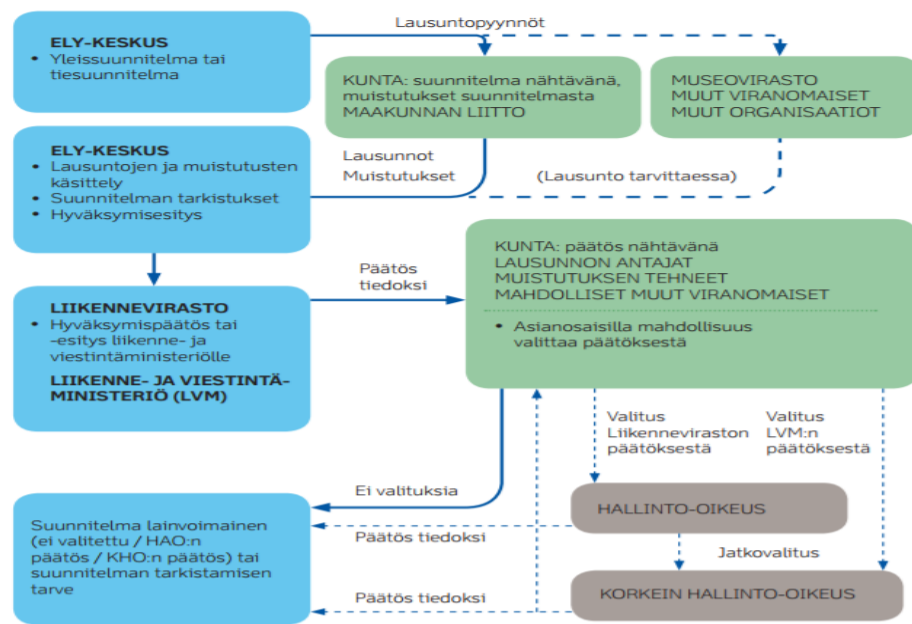 Lausuntopyynnöt
ELY-KESKUS
• Yleissuunnitelma tai
tiesuunnitelma
KUNTA: suunnitelma nähtävänä,
muistutukset suunnitelmasta
MAAKUNNAN LIITTO
MUSEOVIRASTO
MUUT VIRANOMAISET
MUUT ORGANISAATIOT
ELY-KESKUS
• Lausuntojen ja muistutusten
käsittely
• Suunnitelman tarkistukset
• Hyväksymisesitys
Lausunnot
Muistutukset
(Lausunto tarvittaessa)
Päätös
tiedoksi
KUNTA: päätös nähtävänä
LAUSUNNON ANTAJAT
MUISTUTUKSEN TEHNEET
MAHDOLLISET MUUT VIRANOMAISET
• Asianosaisilla mahdollisuus
valittaa päätöksestä
LIIKENNEVIRASTO
• Hyväksymispäätös tai
-esitys liikenne- ja
viestintäministeriölle
LIIKENNE- JA VIESTINTÄ-
MINISTERIÖ (LVM)
Valitus
Liikenneviraston
päätöksestä
Valitus
LVM:n
päätöksestä
Ei valituksia
Suunnitelma lainvoimainen
(ei valitettu / HAO:n
päätös / KHO:n päätös) tai
suunnitelman tarkistamisen
tarve
HALLINTO-OIKEUS
Päätös tiedoksi
Jatkovalitus
KORKEIN HALLINTO-OIKEUS
Päätös tiedoksi